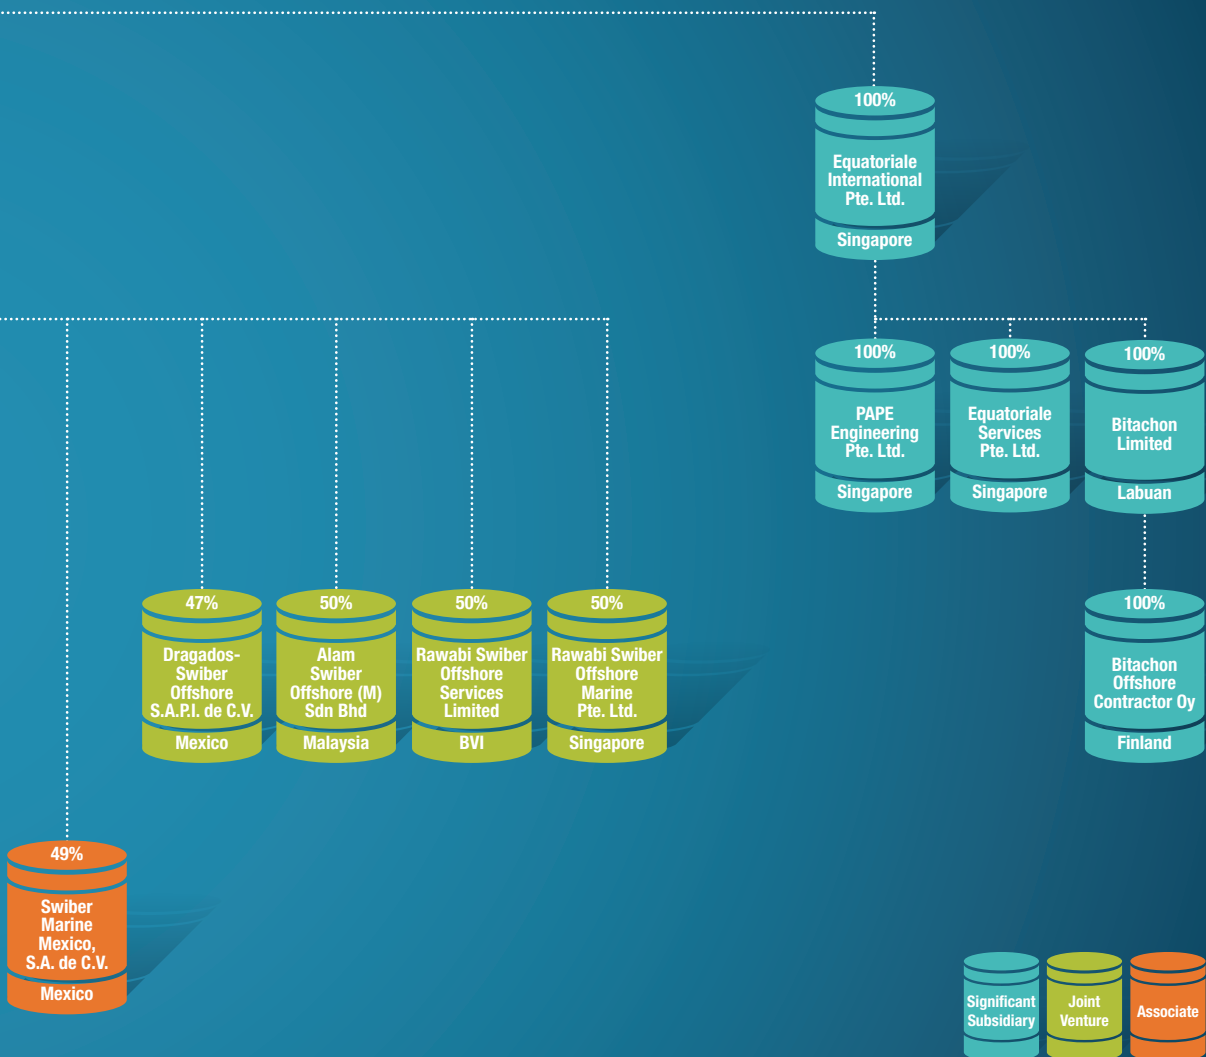 100%
Equatoriale
International
Pte. Ltd.
Singapore
100%
PAPE
Engineering
Pte. Ltd.
Singapore
100%
Equatoriale
Services
Pte. Ltd.
Singapore
100%
Bitachon
Limited
Labuan
47%
Dragados-
Swiber
Offshore
S.A.P.I. de C.V.
Mexico
50%
Alam
Swiber
Offshore (M)
Sdn Bhd
Malaysia
50%
Rawabi Swiber
Offshore
Services
Limited
BVI
50%
Rawabi Swiber
Offshore
Marine
Pte. Ltd.
Singapore
100%
Bitachon
Offshore
Contractor Oy
Finland
49%
Swiber
Marine
Mexico,
S.A. de C.V.
Mexico
Significant
Subsidiary
Joint
Venture
Associate